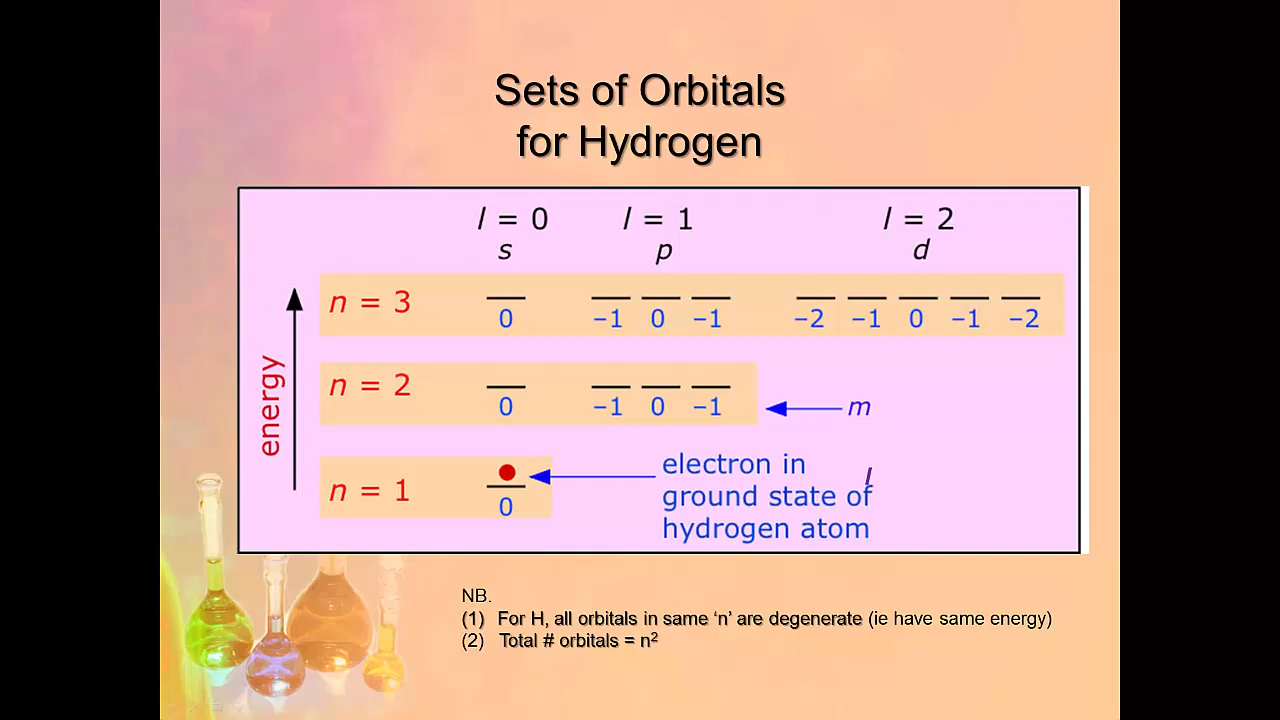 Sets of Orbitals
for Hydrogen
l = 0 l = 1 l = 2
s p d
n = 3
0 –1 0 –1 –2 –1 0 –1 –2
n = 2
0 –1 0 –1 m
energy
electron in l
n = 1 ground state of
0 hydrogen atom
NB.
(1) For H, all orbitals in same ‘n’ are degenerate (ie have same energy)
(2) Total # orbitals = n²